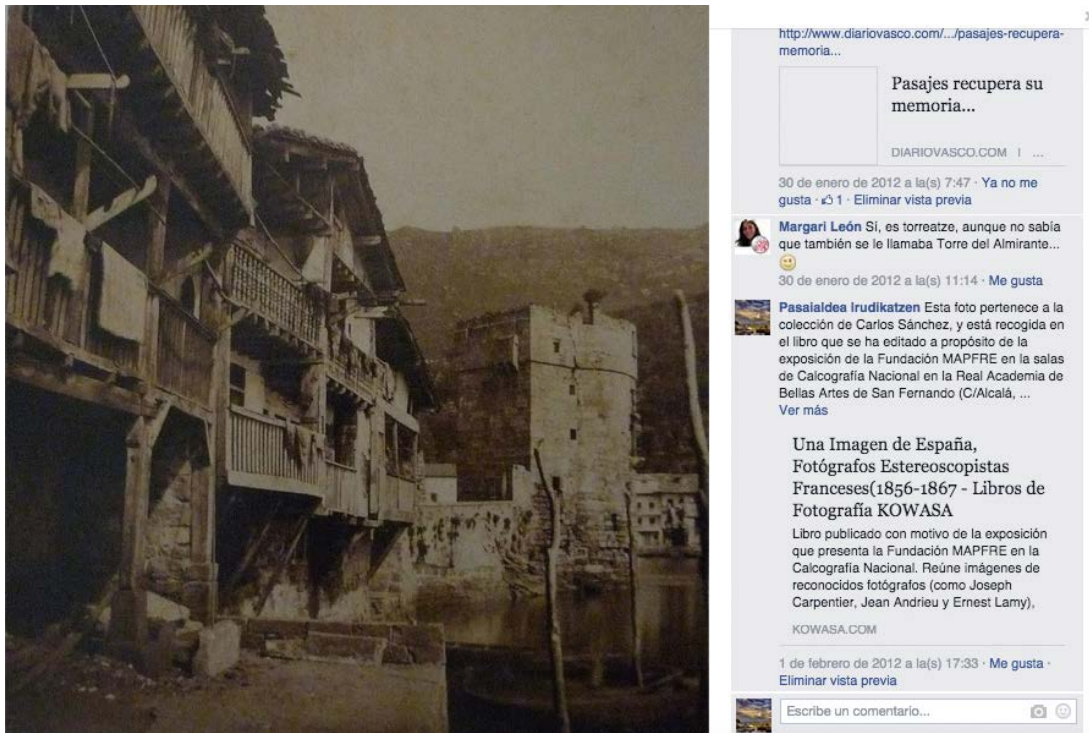 http://www.diariovasco.com/.../pasajes-recupera-
memoria...
Pasajes recupera su
memoria...
DIARIOVASCO.COM | ...
30 de enero de 2012 a la(s) 7:47 · Ya no me
gusta · 1 · Eliminar vista previa
Margari León Sí, es torreatze, aunque no sabía
que también se le llamaba Torre del Almirante...
30 de enero de 2012 a la(s) 11:14 · Me gusta
Pasaialdea Irudikatzen Esta foto pertenece a la
colección de Carlos Sánchez, y está recogida en
el libro que se ha editado a propósito de la
exposición de la Fundación MAPFRE en la salas
de Calcografía Nacional en la Real Academia de
Bellas Artes de San Fernando (C/Alcalá, ...
Ver más
Una Imagen de España,
Fotógrafos Estereoscopistas
Franceses(1856-1867 - Libros de
Fotografía KOWASA
Libro publicado con motivo de la exposición
que presenta la Fundación MAPFRE en la
Calcografía Nacional. Reúne imágenes de
reconocidos fotógrafos (como Joseph
Carpentier, Jean Andrieu y Ernest Lamy),
KOWASA.COM
1 de febrero de 2012 a la(s) 17:33 · Me gusta ·
Eliminar vista previa
Escribe un comentario...